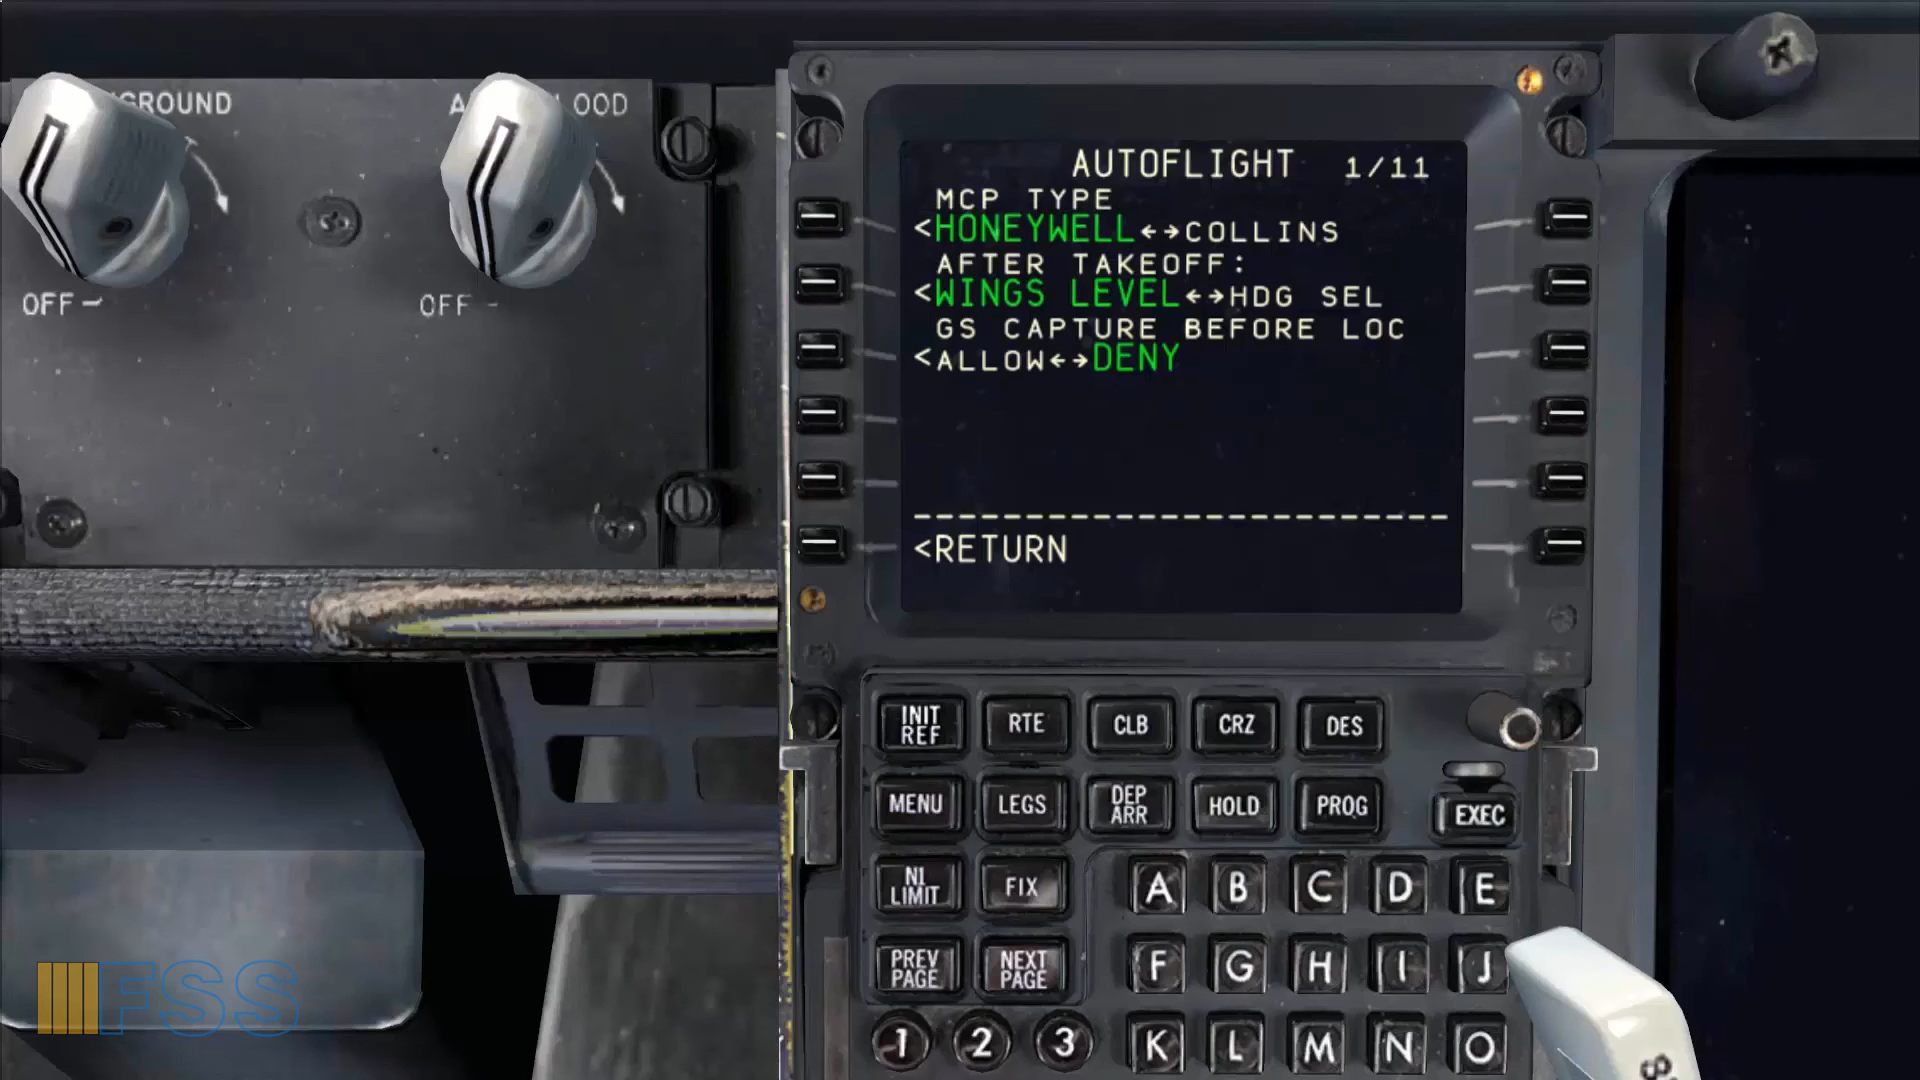 GROUND
OOD
OFF
OFF
AUTOFLIGHT 1/11
MCP TYPE
<HONEYWELL↔COLLINS
AFTER TAKEOFF:
<WINGS LEVEL↔HDG SEL
GS CAPTURE BEFORE LOC
<ALLOW↔DENY
------------------------
<RETURN
INIT REF
RTE
CLB
CRZ
DES
MENU
LEGS
DEP ARR
HOLD
PROG
EXEC
N1 LIMIT
FIX
A B C D E
PREV PAGE
NEXT PAGE
F G H I J
1 2 3
K L M N O
FSS